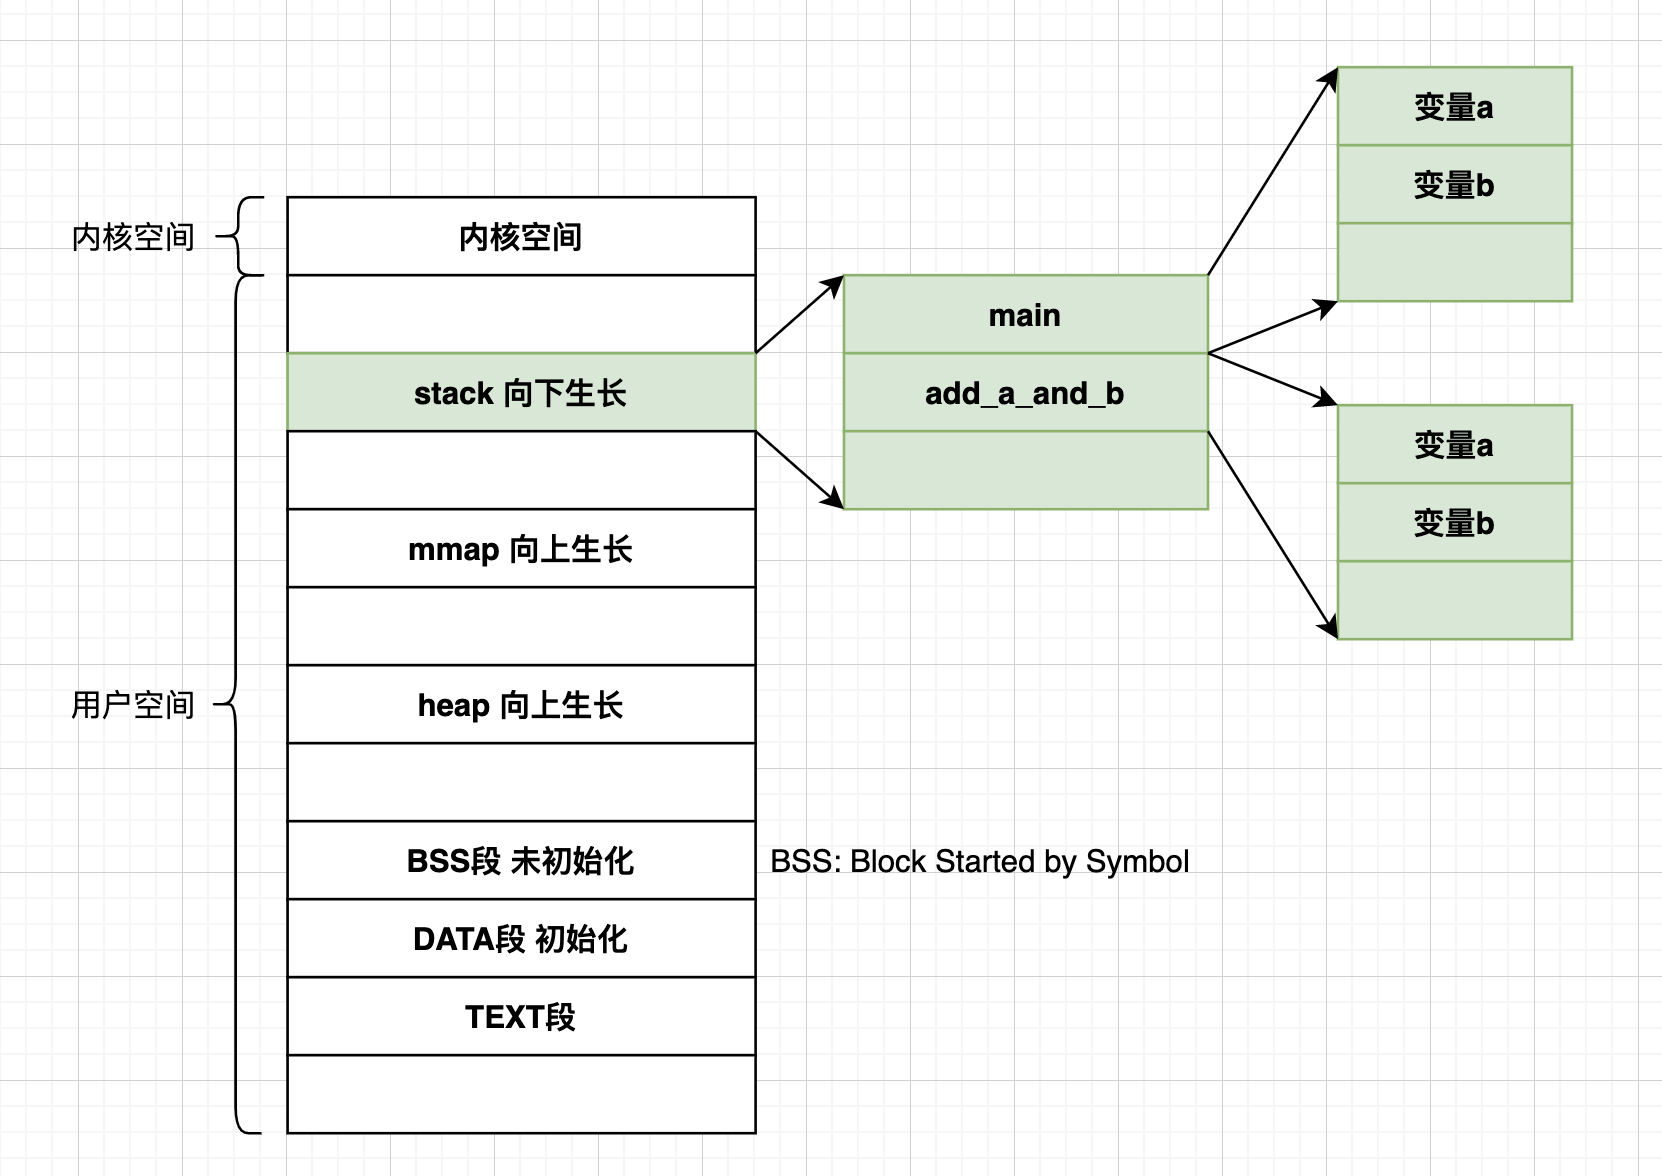 内核空间
内核空间
stack 向下生长
mmap 向上生长
用户空间
heap 向上生长
BSS段 未初始化
BSS: Block Started by Symbol
DATA段 初始化
TEXT段
main
add_a_and_b
变量a
变量b
变量a
变量b